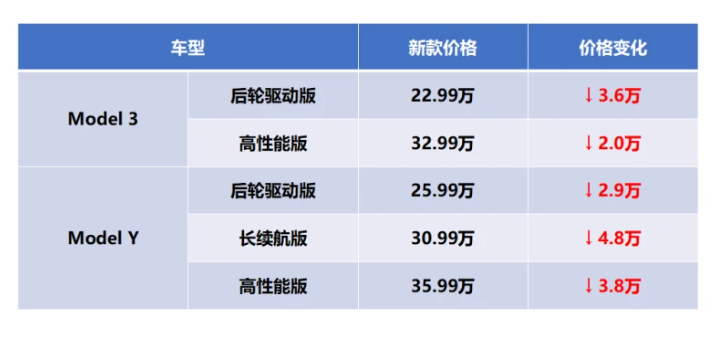 车型 新款价格 价格变化
Model 3 后轮驱动版 22.99万 ↓3.6万
高性能版 32.99万 ↓2.0万
Model Y 后轮驱动版 25.99万 ↓2.9万
长续航版 30.99万 ↓4.8万
高性能版 35.99万 ↓3.8万